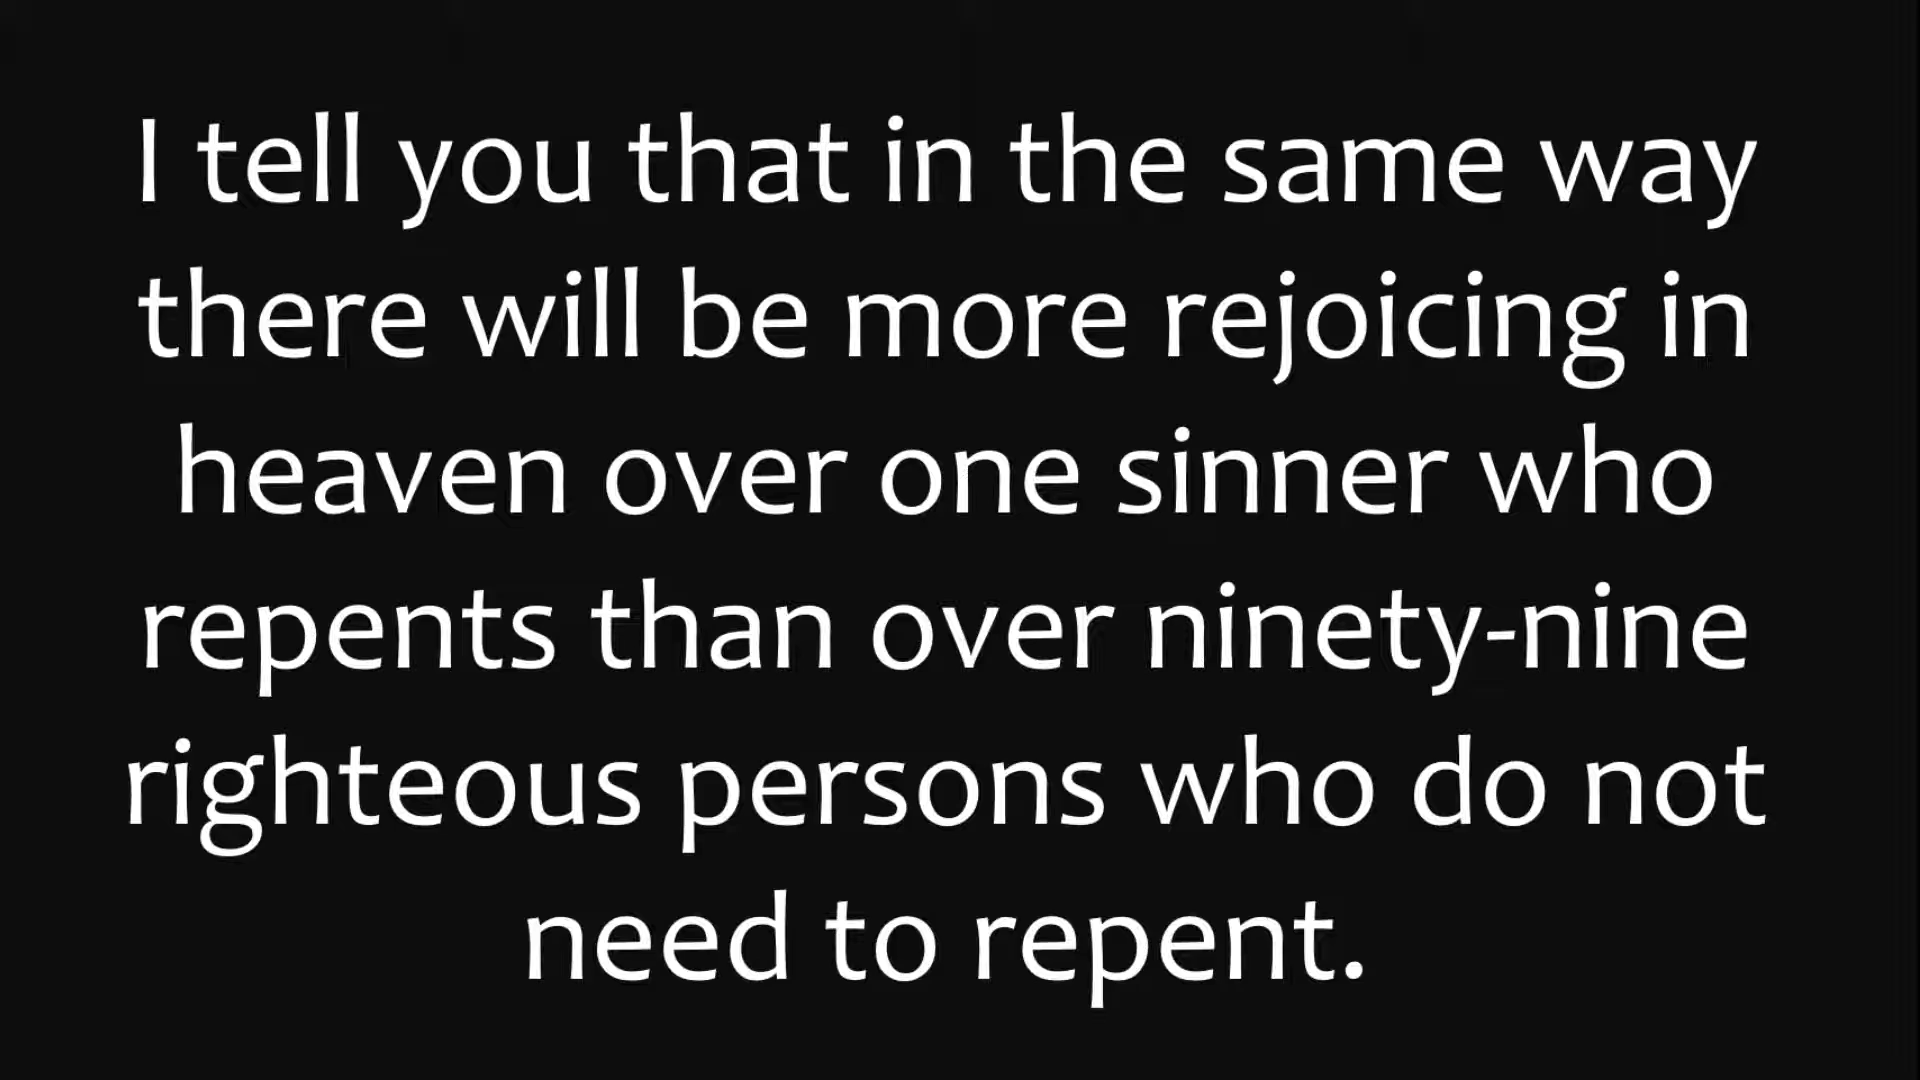 I tell you that in the same way
there will be more rejoicing in
heaven over one sinner who
repents than over ninety-nine
righteous persons who do not
need to repent.